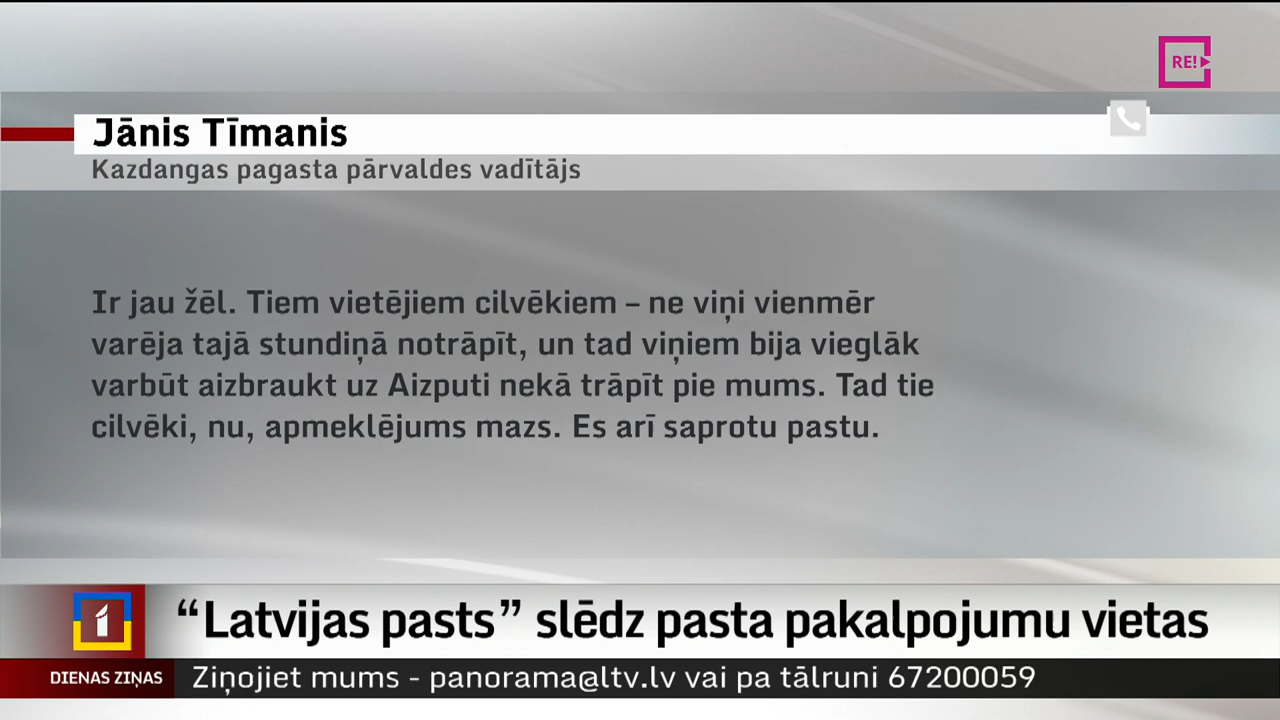 RE!
Jānis Tīmanis
Kazdangas pagasta pārvaldes vadītājs
Ir jau žēl. Tiem vietējiem cilvēkiem – ne viņi vienmēr
varēja tajā stundiņā notrāpīt, un tad viņiem bija vieglāk
varbūt aizbraukt uz Aizputi nekā trāpīt pie mums. Tad tie
cilvēki, nu, apmeklējums mazs. Es arī saprotu pastu.
1
“Latvijas pasts” slēdz pasta pakalpojumu vietas
DIENAS ZIŅAS
Ziņojiet mums - panorama@ltv.lv vai pa tālruni 67200059